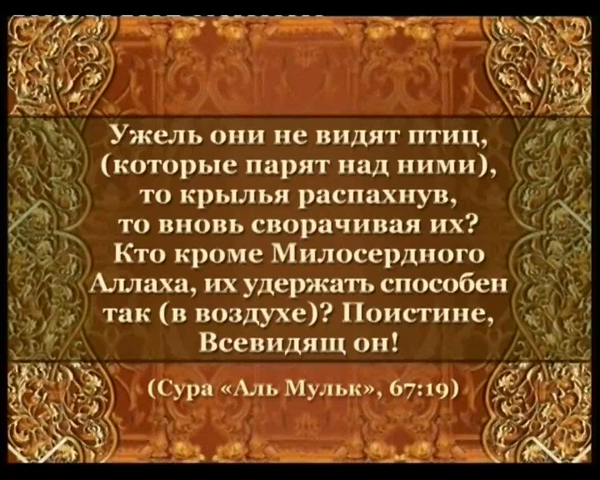 Ужель они не видят птиц,
(которые парят над ними),
то крылья распахнув,
то вновь сворачивая их?
Кто кроме Милосердного
Аллаха, их удержать способен
так (в воздухе)? Поистине,
Всевидящ он!
(Сура «Аль Мульк», 67:19)